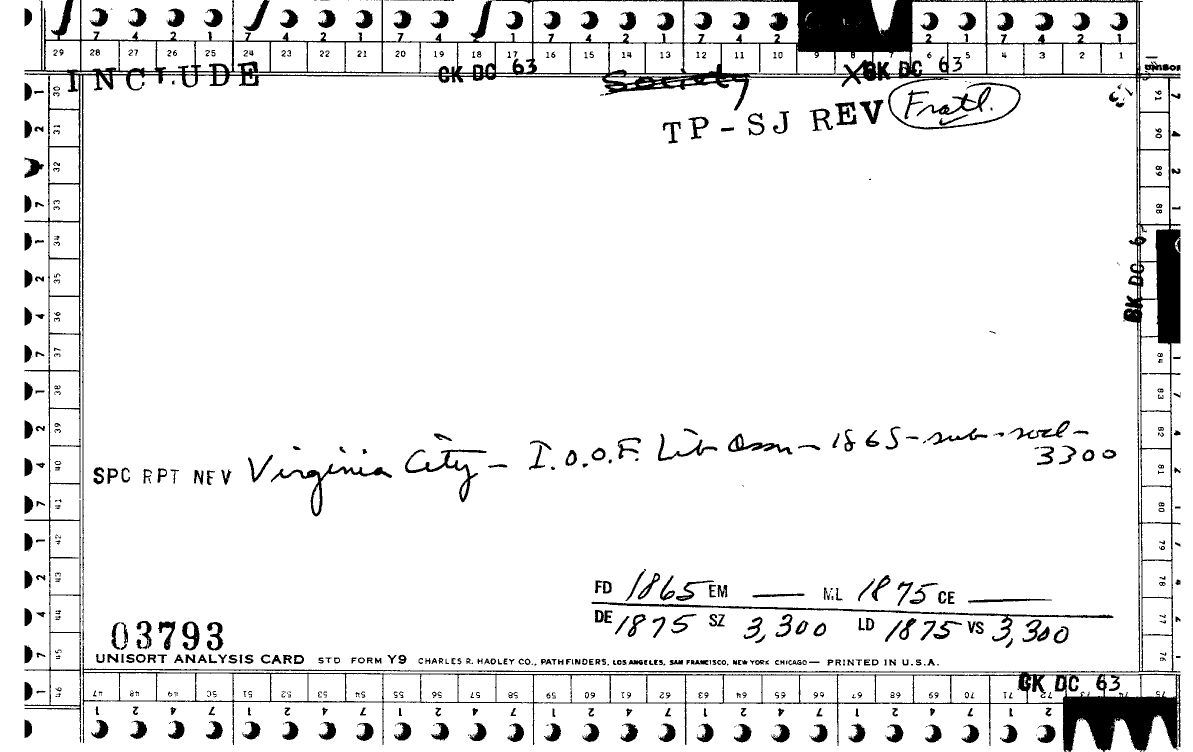 7 4 2 1 7 4 2 1 7 4 2 1 7 4 2 1 7 4 2 1 7 4 2 1
29 28 27 26 25 24 23 22 21 20 19 18 17 16 15 14 13 12 11 10 9 8 7 6 5 4 3 2 1
INCLUDE CK DC 63 Society XCK DC 63 UNISORT
TP-SJ REV Fratl.
SPC RPT NEV Virginia City - I.O.O.F. Lib Assn - 1865 - sub-socl -
3300
FD 1865 EM — ML 1875 CE —
DE 1875 SZ 3,300 LD 1875 VS 3,300
03793
UNISORT ANALYSIS CARD STD FORM Y9 CHARLES R. HADLEY CO., PATHFINDERS, LOS ANGELES, SAN FRANCISCO, NEW YORK CHICAGO — PRINTED IN U.S.A.
CK DC 63
47 48 49 50 51 52 53 54 55 56 57 58 59 60 61 62 63 64 65 66 67 68 69 70 71 72 73 74 75
1 2 4 7 1 2 4 7 1 2 4 7 1 2 4 7 1 2 4 7 1 2 4 7 1 2
30 31 32 33 34 35 36 37 38 39 40 41 42 43 44 45 46
91 90 89 88 84 83 82 81 80 79 78 77 76
BK DC 6